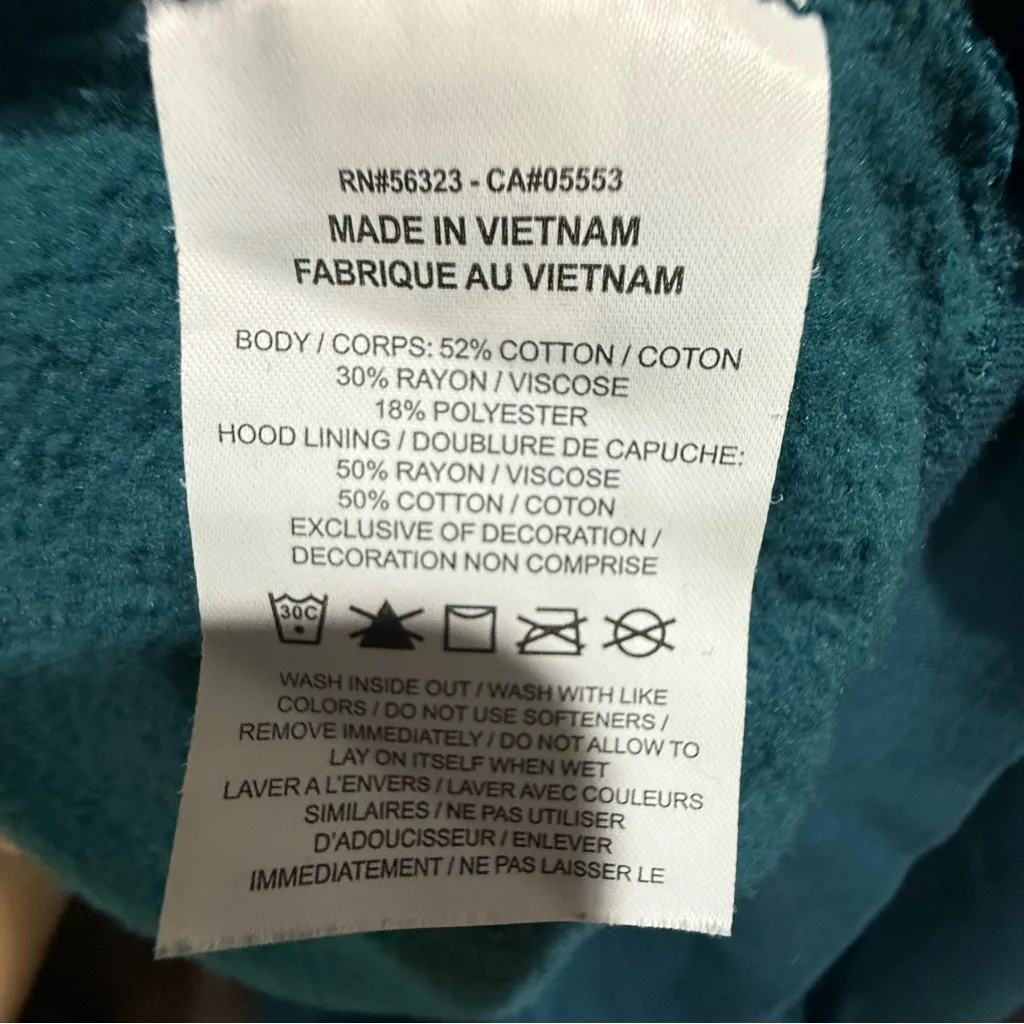 RN#56323 - CA#05553
MADE IN VIETNAM
FABRIQUE AU VIETNAM
BODY / CORPS: 52% COTTON / COTON
30% RAYON / VISCOSE
18% POLYESTER
HOOD LINING / DOUBLURE DE CAPUCHE:
50% RAYON / VISCOSE
50% COTTON / COTON
EXCLUSIVE OF DECORATION /
DECORATION NON COMPRISE
30C
WASH INSIDE OUT / WASH WITH LIKE
COLORS / DO NOT USE SOFTENERS /
REMOVE IMMEDIATELY / DO NOT ALLOW TO
LAY ON ITSELF WHEN WET
LAVER A L'ENVERS / LAVER AVEC COULEURS
SIMILAIRES / NE PAS UTILISER
D'ADOUCISSEUR / ENLEVER
IMMEDIATEMENT / NE PAS LAISSER LE